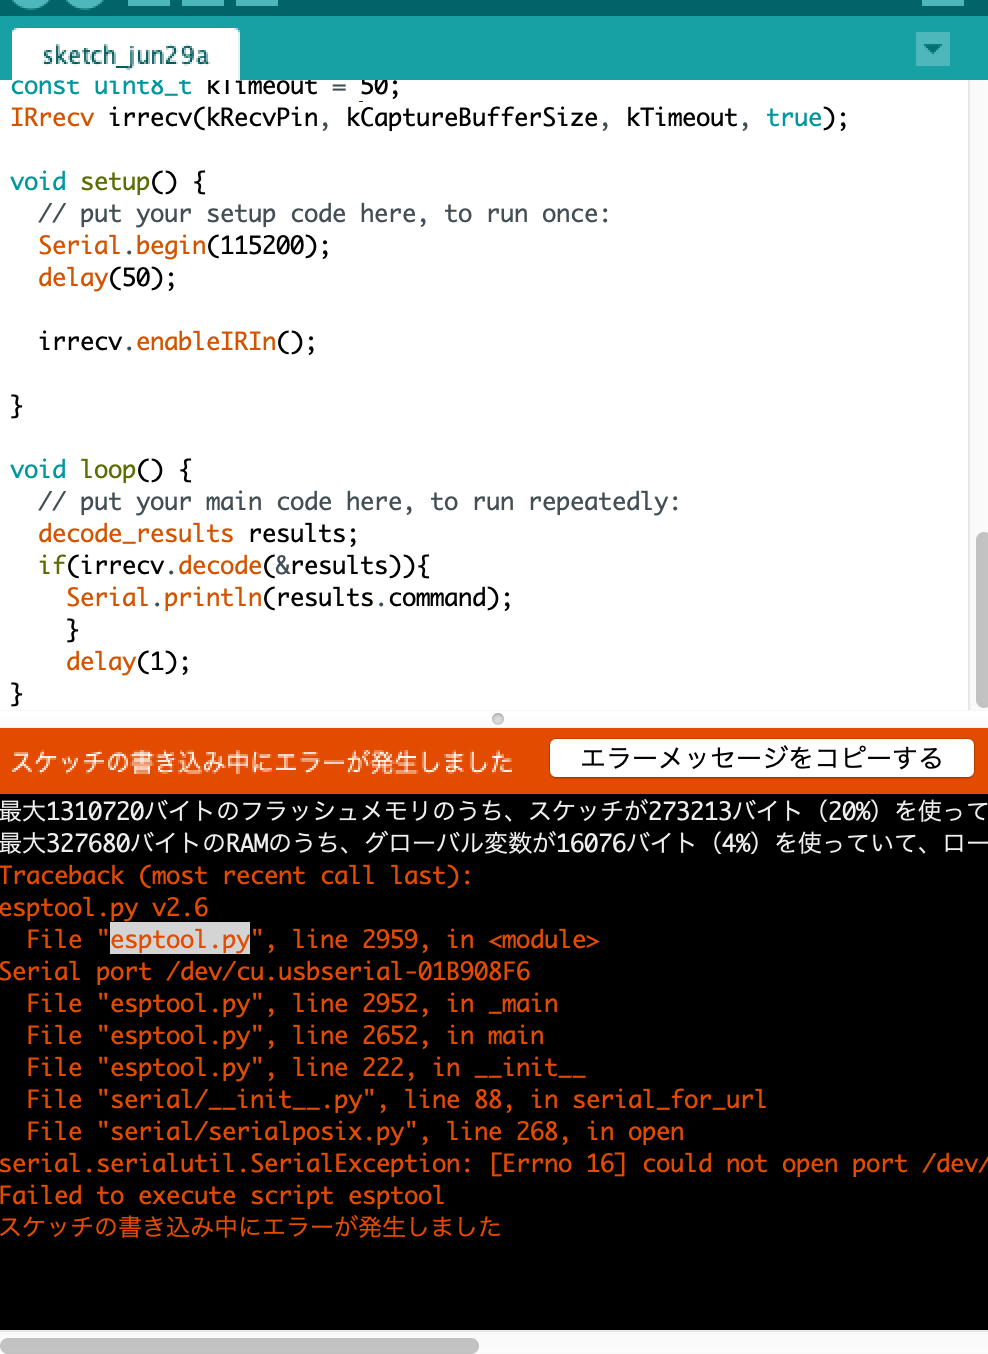 sketch_jun29a
const uint8_t kTimeout = 50;
IRrecv irrecv(kRecvPin, kCaptureBufferSize, kTimeout, true);
void setup() {
// put your setup code here, to run once:
Serial.begin(115200);
delay(50);
irrecv.enableIRIn();
}
void loop() {
// put your main code here, to run repeatedly:
decode_results results;
if(irrecv.decode(&results)){
Serial.println(results.command);
}
delay(1);
}
スケッチの書き込み中にエラーが発生しました
エラーメッセージをコピーする
最大1310720バイトのフラッシュメモリのうち、スケッチが273213バイト（20%）を使って
最大327680バイトのRAMのうち、グローバル変数が16076バイト（4%）を使っていて、ロー
Traceback (most recent call last):
esptool.py v2.6
File "esptool.py", line 2959, in <module>
Serial port /dev/cu.usbserial-01B908F6
File "esptool.py", line 2952, in _main
File "esptool.py", line 2652, in main
File "esptool.py", line 222, in __init__
File "serial/__init__.py", line 88, in serial_for_url
File "serial/serialposix.py", line 268, in open
serial.serialutil.SerialException: [Errno 16] could not open port /dev/
Failed to execute script esptool
スケッチの書き込み中にエラーが発生しました